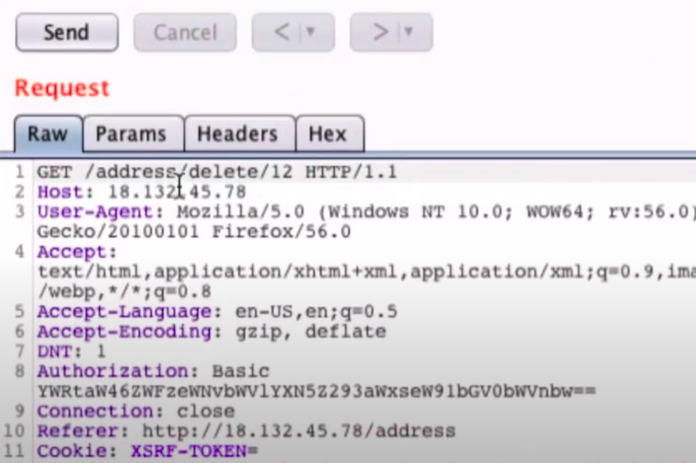 Send Cancel < > 
Request
Raw Params Headers Hex
1 GET /address/delete/12 HTTP/1.1
2 Host: 18.132.45.78
3 User-Agent: Mozilla/5.0 (Windows NT 10.0; WOW64; rv:56.0)
Gecko/20100101 Firefox/56.0
4 Accept:
text/html,application/xhtml+xml,application/xml;q=0.9,ima
/webp,*/*;q=0.8
5 Accept-Language: en-US,en;q=0.5
6 Accept-Encoding: gzip, deflate
7 DNT: 1
8 Authorization: Basic
YWRtaW46ZWFzeWNvbWVlYXN5Z293aWxseW91bGV0bWVnbw==
9 Connection: close
10 Referer: http://18.132.45.78/address
11 Cookie: XSRF-TOKEN=